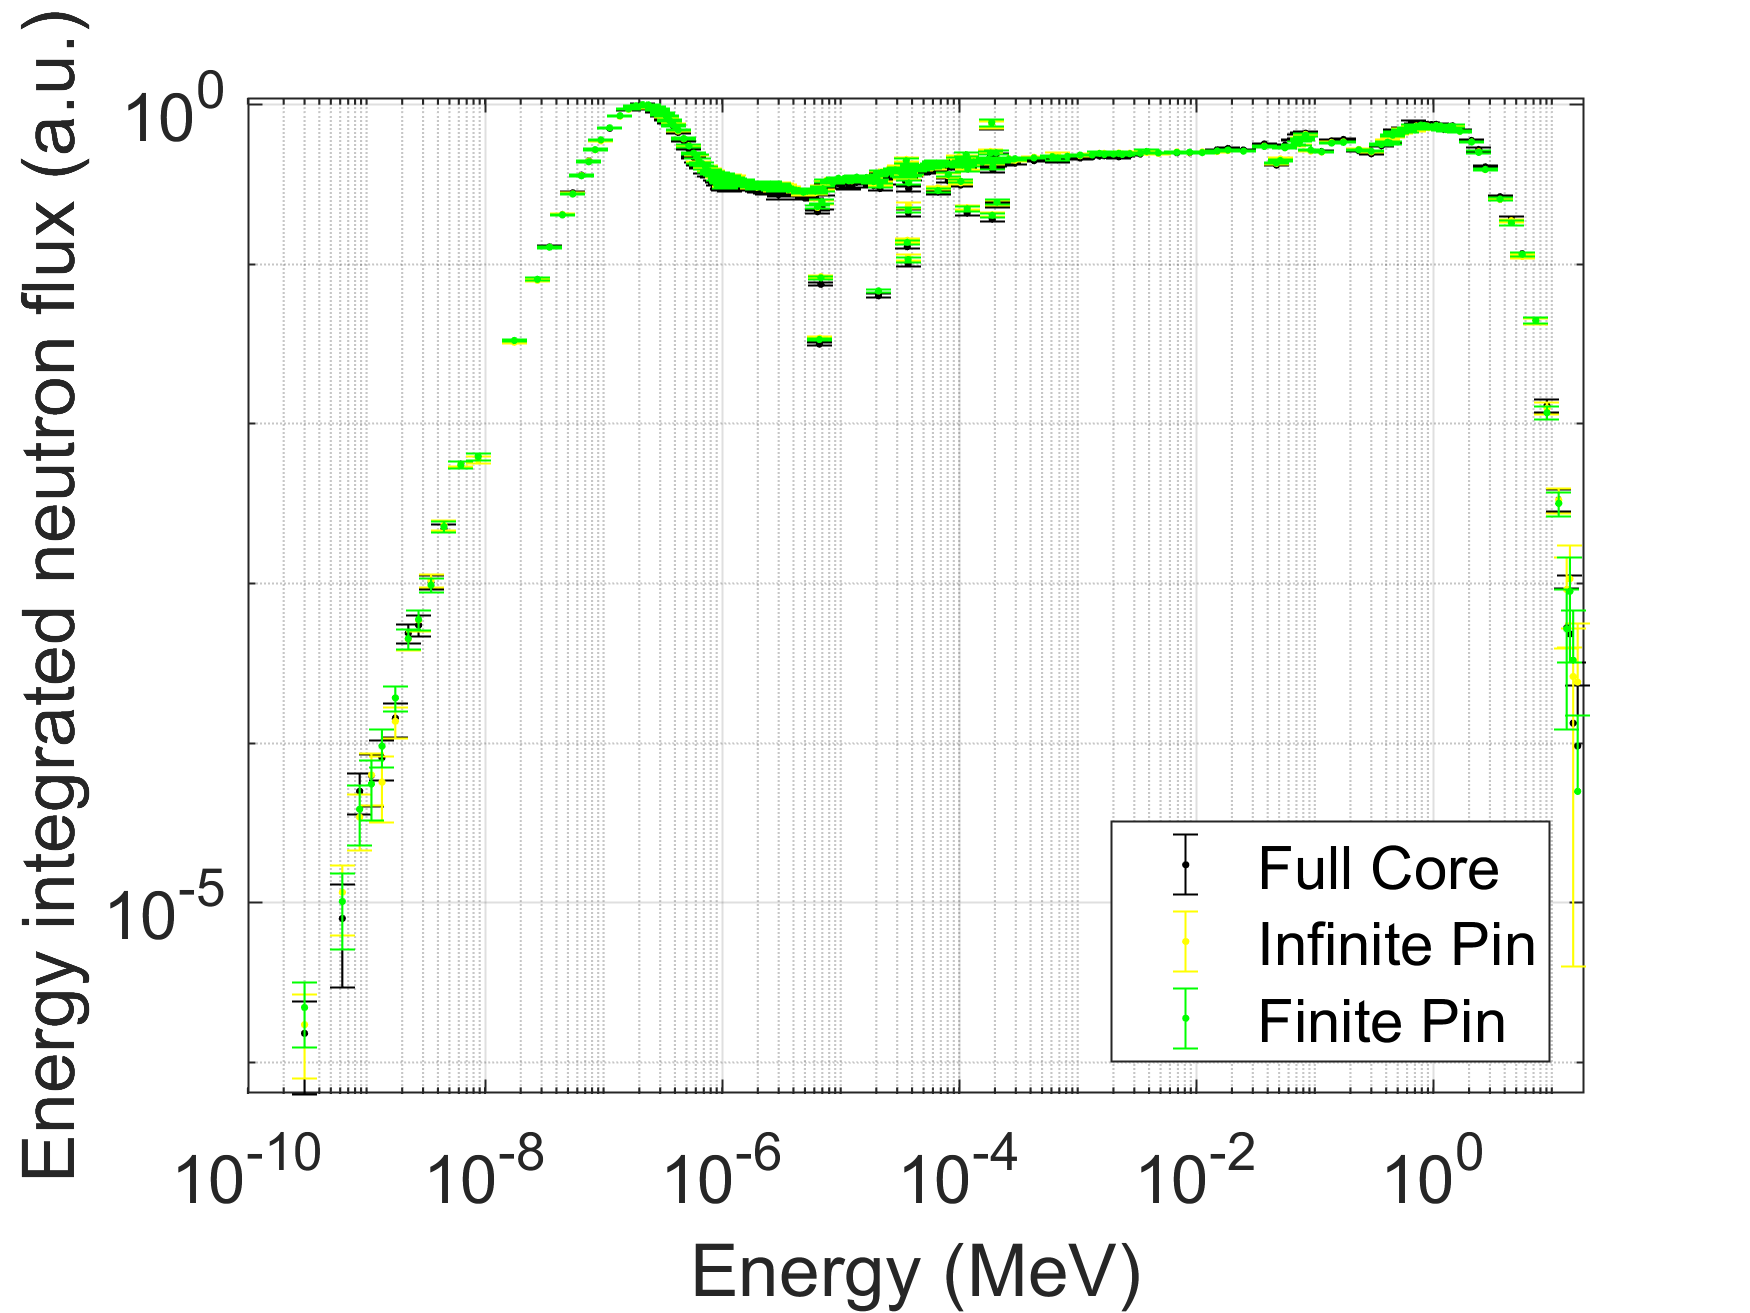 Energy integrated neutron flux (a.u.)
10^0
10^-5
Full Core
Infinite Pin
Finite Pin
10^-10 10^-8 10^-6 10^-4 10^-2 10^0
Energy (MeV)